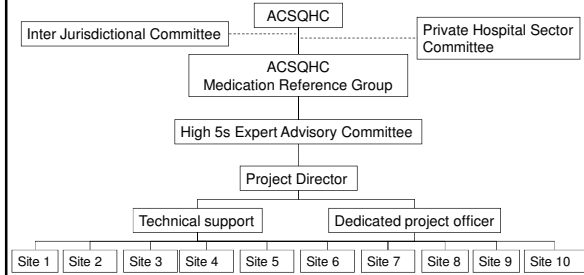 ACSQHC
Inter Jurisdictional Committee
Private Hospital Sector
Committee
ACSQHC
Medication Reference Group
High 5s Expert Advisory Committee
Project Director
Technical support
Dedicated project officer
Site 1
Site 2
Site 3
Site 4
Site 5
Site 6
Site 7
Site 8
Site 9
Site 10